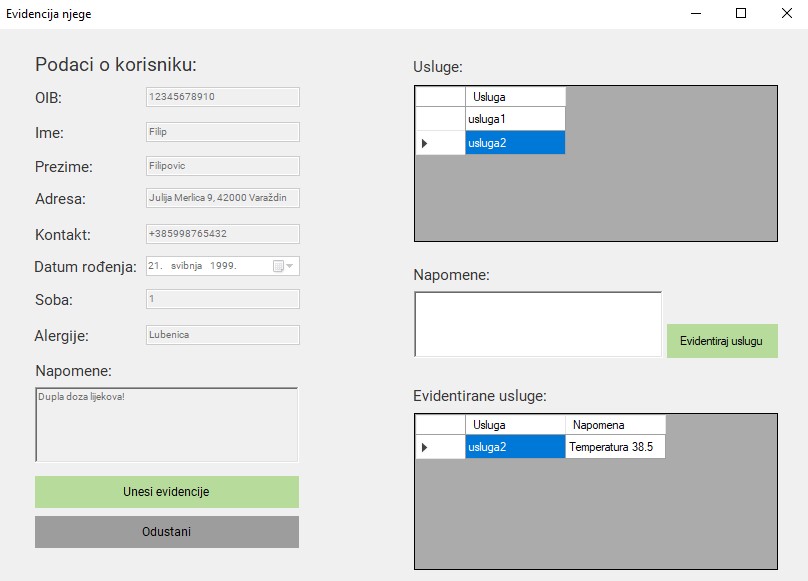 Evidencija njege
Podaci o korisniku:
OIB: 12345678910
Ime: Filip
Prezime: Filipovic
Adresa: Julija Merlica 9, 42000 Varaždin
Kontakt: +385998765432
Datum rođenja: 21. svibnja 1999.
Soba: 1
Alergije: Lubenica
Napomene:
Dupla doza lijekova!
Unesi evidencije
Odustani
Usluge:
Usluga
usluga1
usluga2
Napomene:
Evidentiraj uslugu
Evidentirane usluge:
Usluga Napomena
usluga2 Temperatura 38.5